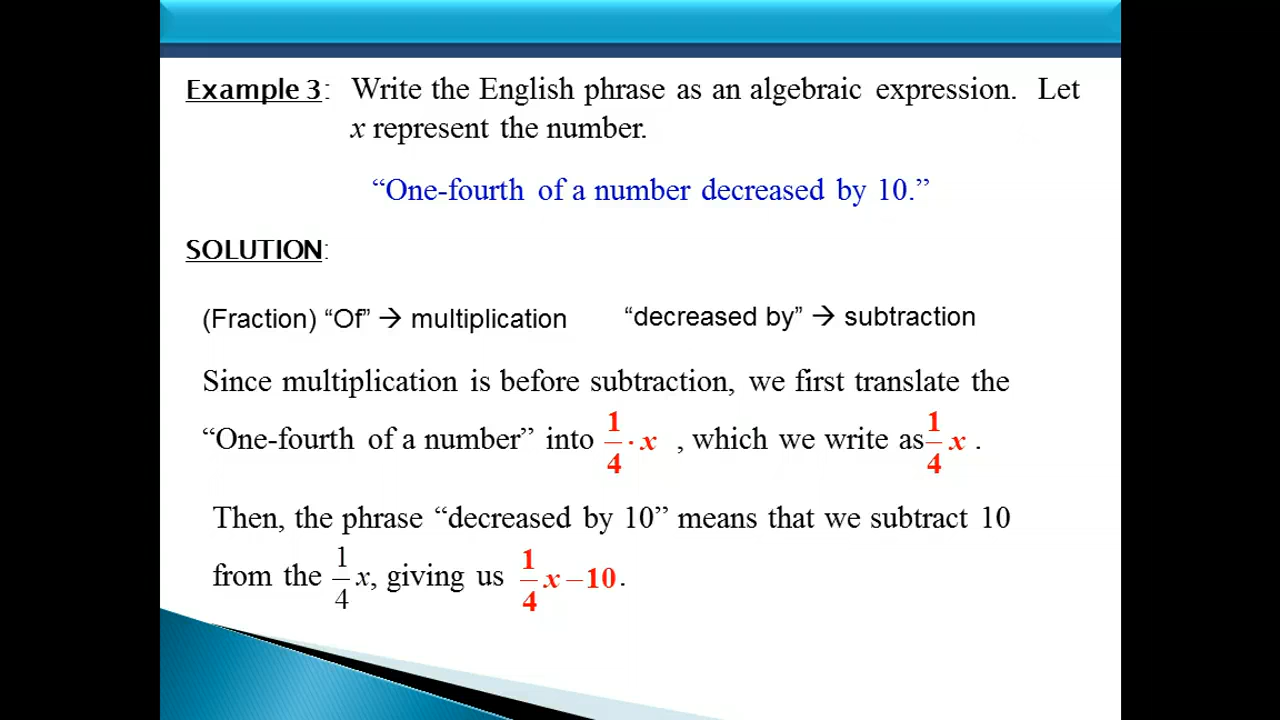 Example 3: Write the English phrase as an algebraic expression. Let
x represent the number.
“One-fourth of a number decreased by 10.”
SOLUTION:
(Fraction) “Of” → multiplication “decreased by” → subtraction
Since multiplication is before subtraction, we first translate the
“One-fourth of a number” into 1/4 · x , which we write as 1/4 x .
Then, the phrase “decreased by 10” means that we subtract 10
from the 1/4 x, giving us 1/4 x – 10 .